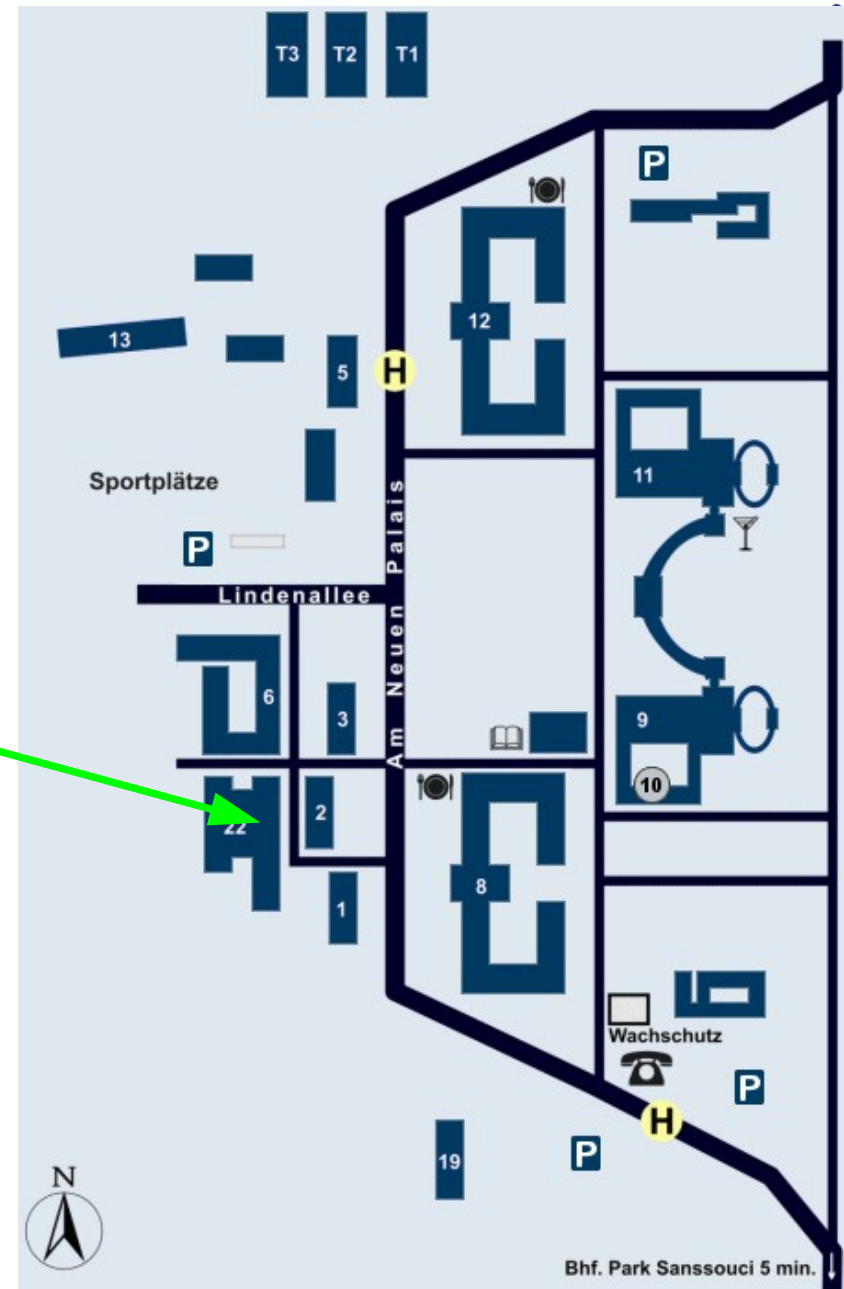 T3 T2 T1
P
12
13
5
H
11
Sportplätze
P
Lindenallee
Am Neuen Palais
6
3
9
10
22
2
8
1
Wachschutz
P
H
19
P
N
Bhf. Park Sanssouci 5 min.